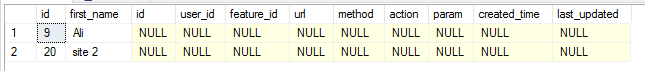 id first_name id user_id feature_id url method action param created_time last_updated
1 9 Ali NULL NULL NULL NULL NULL NULL NULL NULL NULL
2 20 site 2 NULL NULL NULL NULL NULL NULL NULL NULL NULL